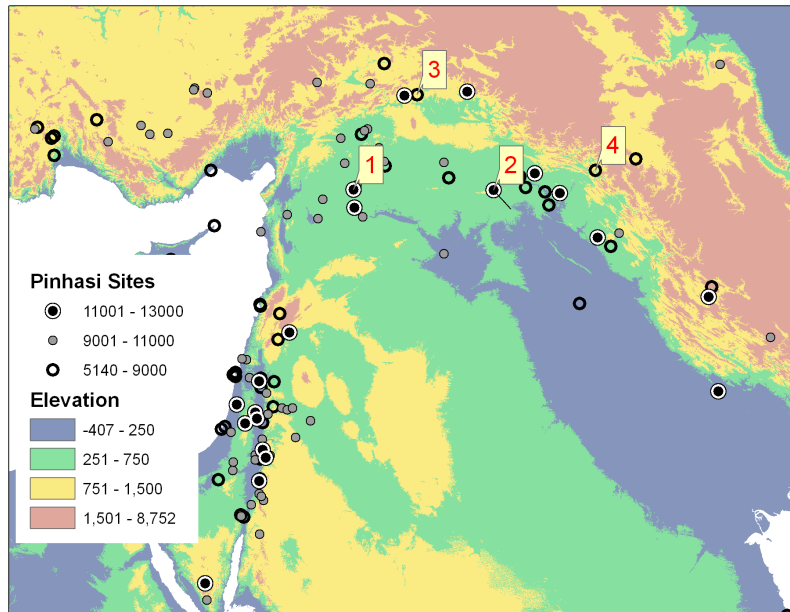 3
4
1
2
Pinhasi Sites
11001 - 13000
9001 - 11000
5140 - 9000
Elevation
-407 - 250
251 - 750
751 - 1,500
1,501 - 8,752